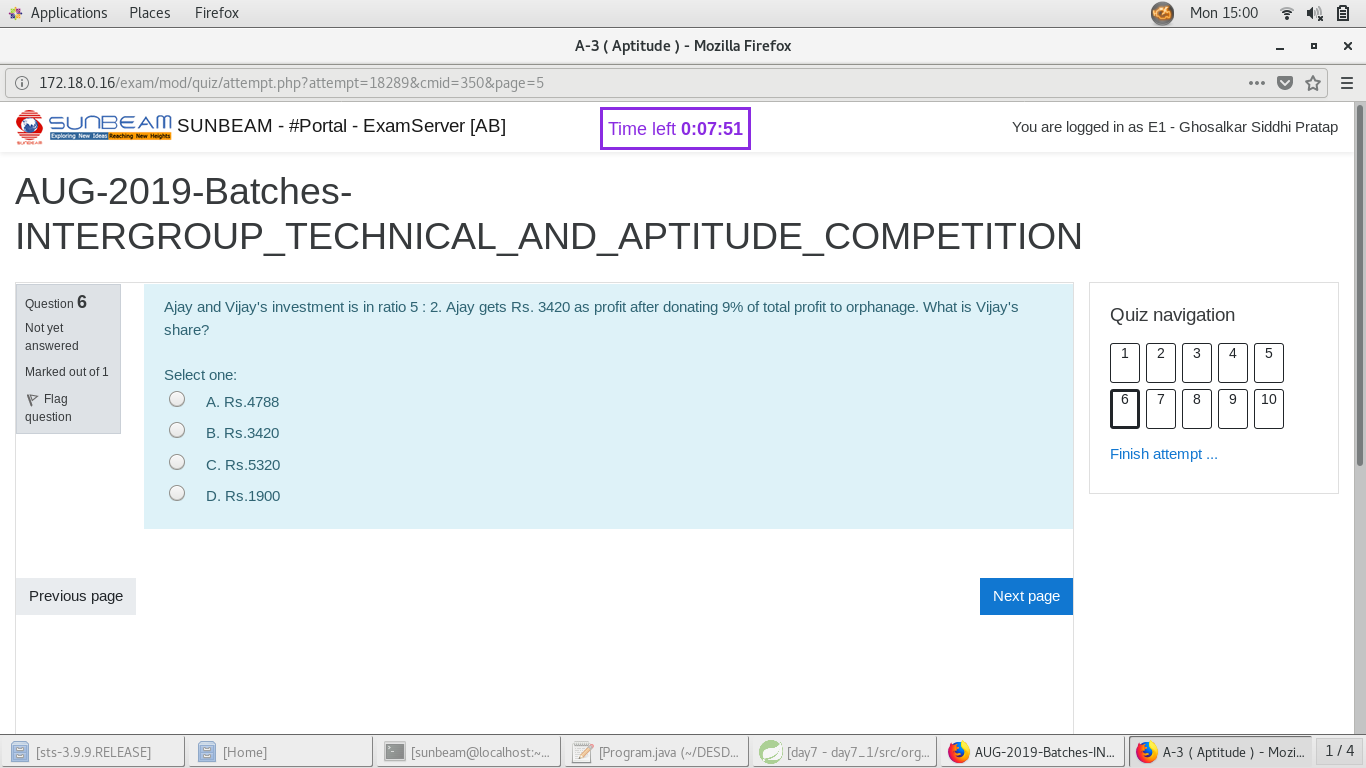 Applications Places Firefox Mon 15:00
A-3 ( Aptitude ) - Mozilla Firefox
172.18.0.16/exam/mod/quiz/attempt.php?attempt=18289&cmid=350&page=5
SUNBEAM SUNBEAM - #Portal - ExamServer [AB] Time left 0:07:51 You are logged in as E1 - Ghosalkar Siddhi Pratap
Exploring New Ideas Reaching New Heights
SUNBEAM
AUG-2019-Batches-
INTERGROUP_TECHNICAL_AND_APTITUDE_COMPETITION
Question 6
Not yet
answered
Marked out of 1
Flag
question
Ajay and Vijay's investment is in ratio 5 : 2. Ajay gets Rs. 3420 as profit after donating 9% of total profit to orphanage. What is Vijay's
share?
Select one:
A. Rs.4788
B. Rs.3420
C. Rs.5320
D. Rs.1900
Previous page
Next page
Quiz navigation
1 2 3 4 5
6 7 8 9 10
Finish attempt ...
[sts-3.9.9.RELEASE] [Home] [sunbeam@localhost:~... [Program.java (~/DESD... [day7 - day7_1/src/org... AUG-2019-Batches-IN... A-3 ( Aptitude ) - Mozi... 1 / 4